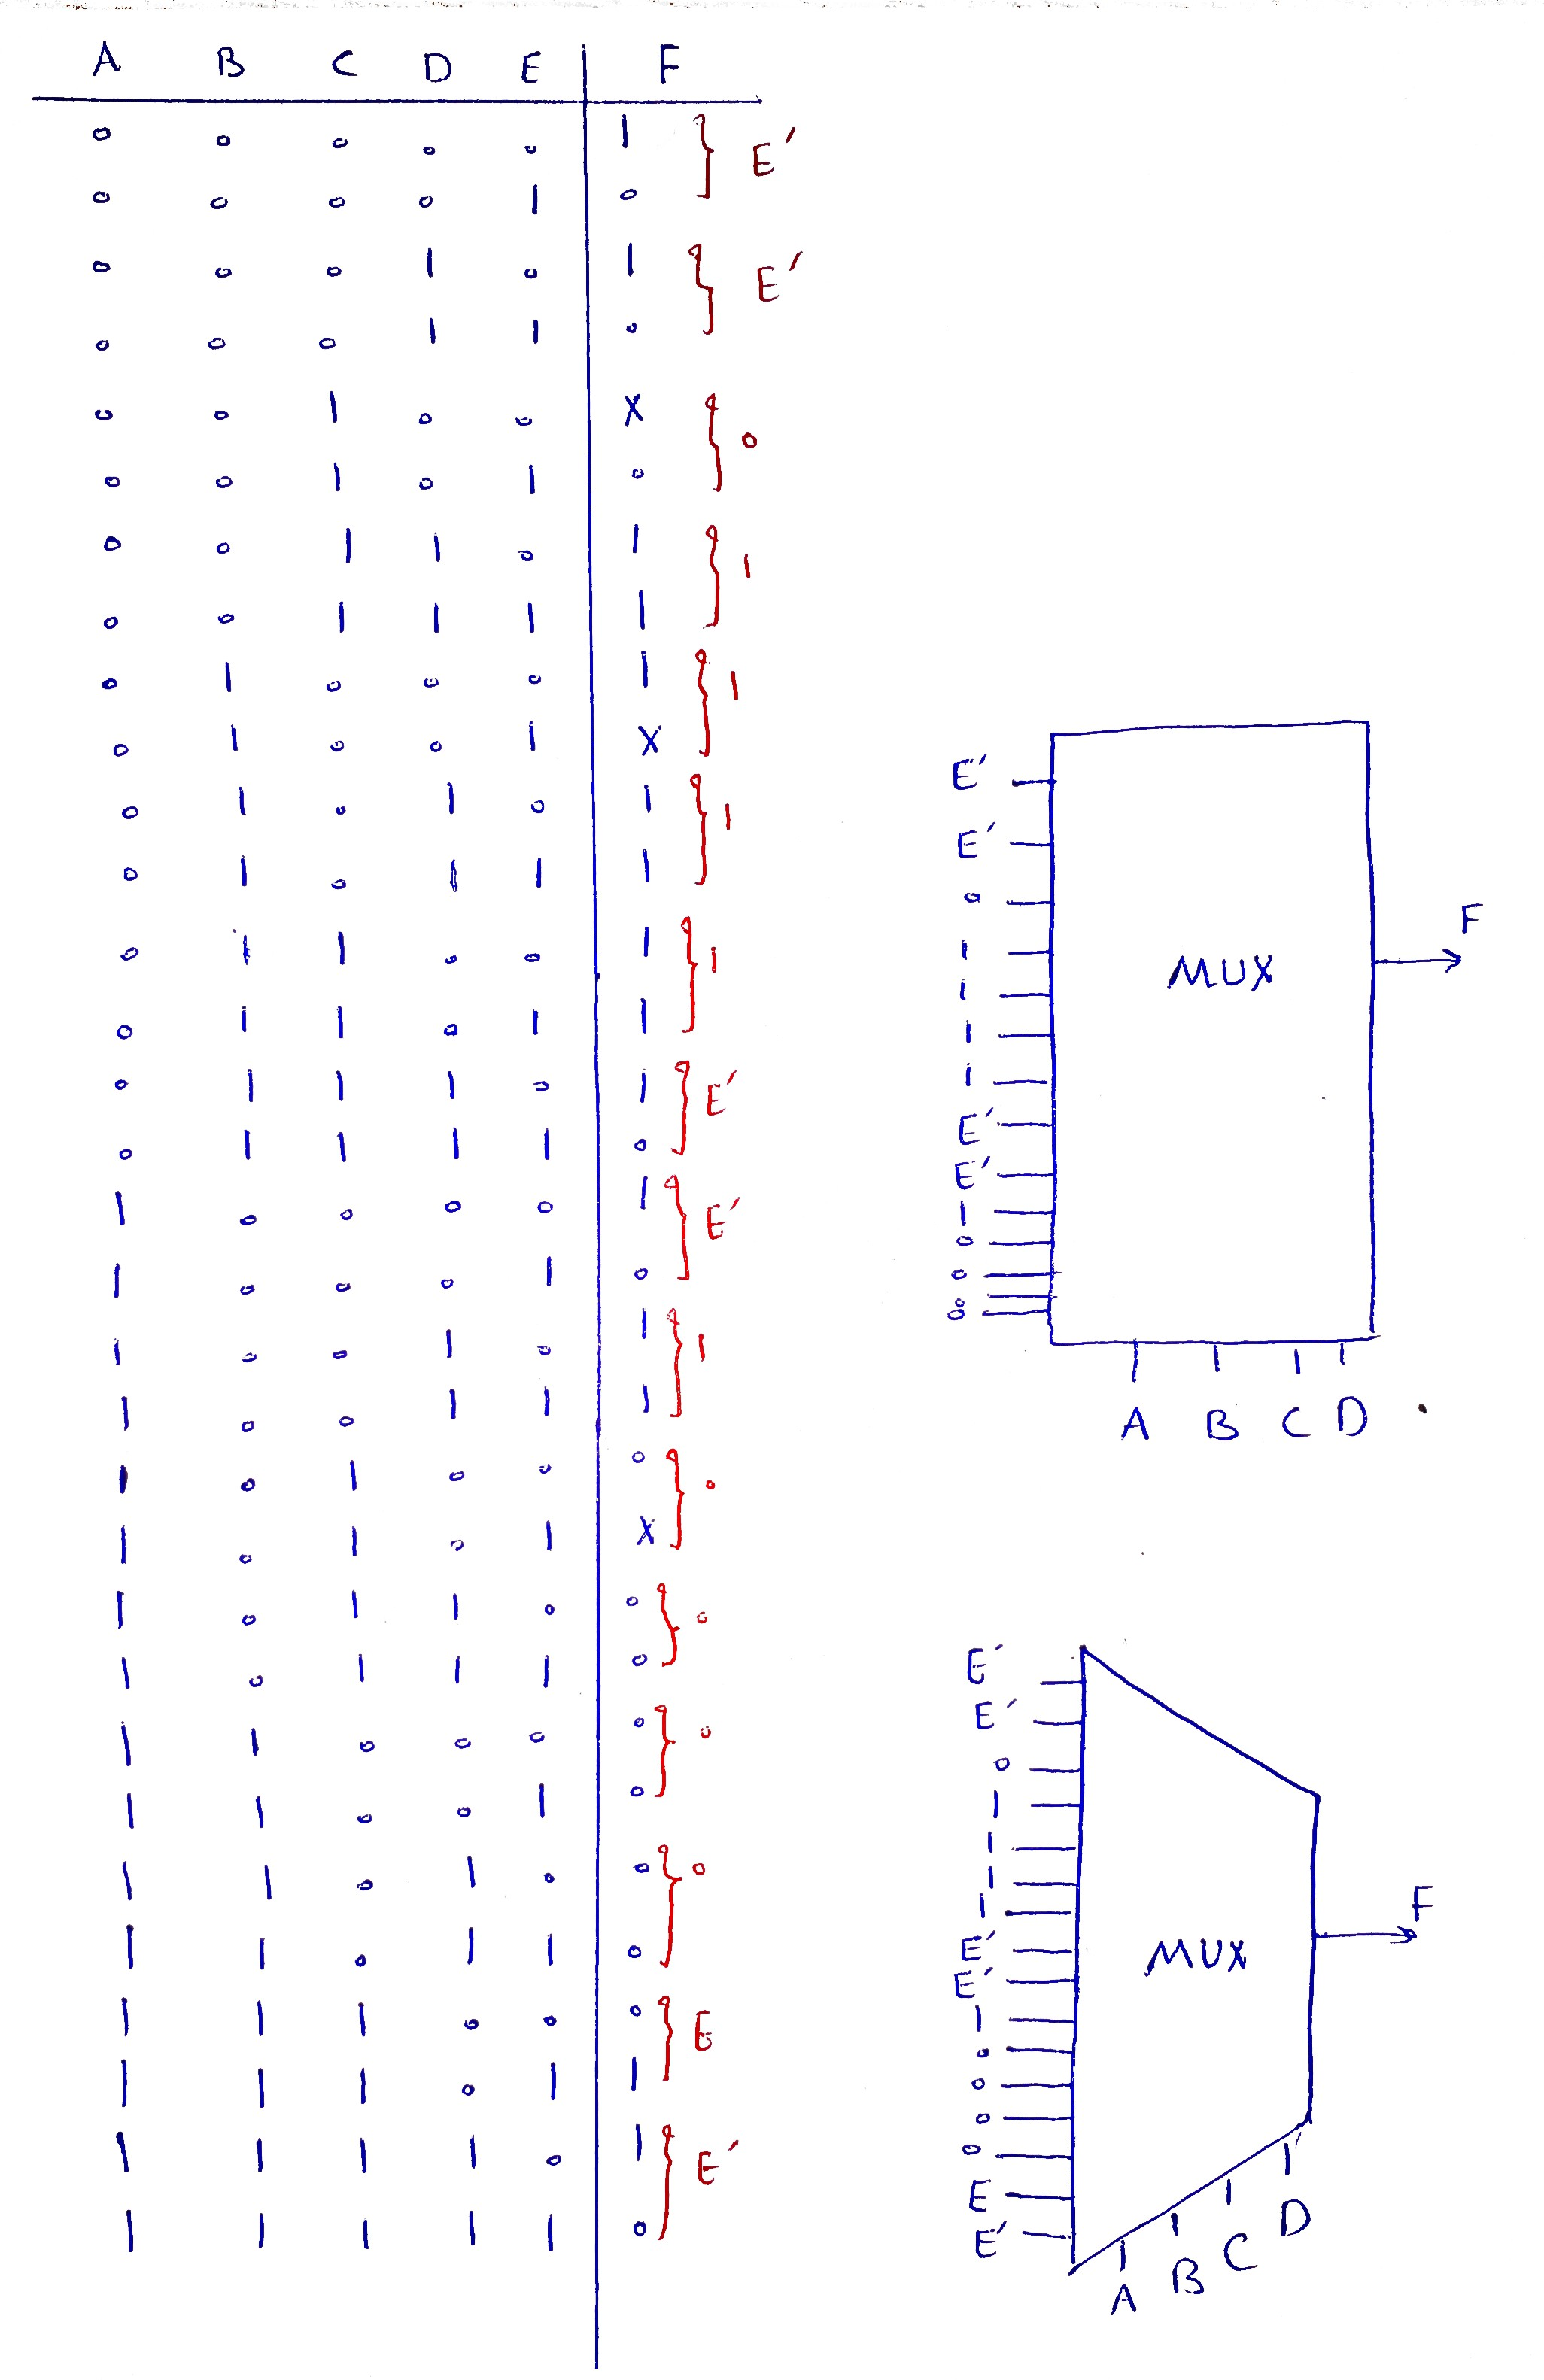 A B C D E F
0 0 0 0 0 1 E'
0 0 0 0 1 0
0 0 0 1 0 1 E'
0 0 0 1 1 0
0 0 1 0 0 X 0
0 0 1 0 1 0
0 0 1 1 0 1 1
0 0 1 1 1 1
0 1 0 0 0 1 1
0 1 0 0 1 X
0 1 0 1 0 1 1
0 1 0 1 1 1
0 1 1 0 0 1 1
0 1 1 0 1 1
0 1 1 1 0 1 E'
0 1 1 1 1 0
1 0 0 0 0 1 E'
1 0 0 0 1 0
1 0 0 1 0 1 1
1 0 0 1 1 1
1 0 1 0 0 0 0
1 0 1 0 1 X
1 0 1 1 0 0 0
1 0 1 1 1 0
1 1 0 0 0 0 0
1 1 0 0 1 0
1 1 0 1 0 0 0
1 1 0 1 1 0
1 1 1 0 0 0 E
1 1 1 0 1 1
1 1 1 1 0 1 E'
1 1 1 1 1 0
E'
E'
0
1
1
1
1
E'
E'
1
0
0
0
0
MUX
F
A B C D
E'
E'
0
1
1
1
1
E'
E'
1
0
0
0
0
E
E'
MUX
F
A B C D